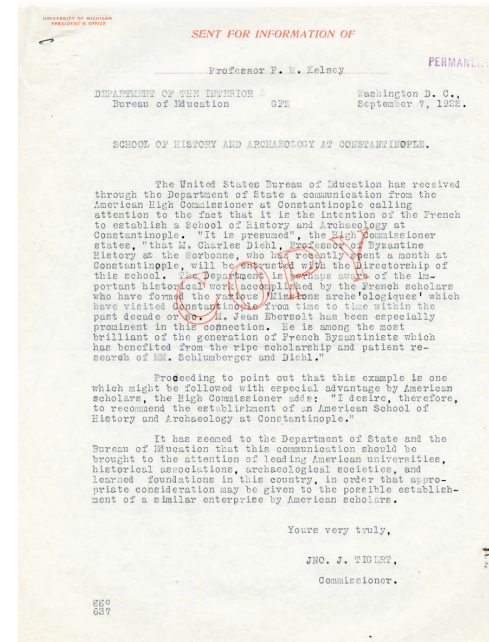 UNIVERSITY OF MICHIGAN
PRESIDENT'S OFFICE
SENT FOR INFORMATION OF
PERMANE
Professor F. W. Kelsey
DEPARTMENT OF THE INTERIOR Washington D. C.,
Bureau of Education GFZ September 7, 1922.
SCHOOL OF HISTORY AND ARCHAEOLOGY AT CONSTANTINOPLE.
The United States Bureau of Education has received
through the Department of State a communication from the
American High Commissioner at Constantinople calling
attention to the fact that it is the intention of the French
to establish a School of History and Archaeology at
Constantinople. "It is presumed", the High Commissioner
states, "that M. Charles Diehl, Professor of Byzantine
History at the Sorbonne, who has recently spent a month at
Constantinople, will be entrusted with the directorship of
this school. The Department is perhaps aware of the im-
portant historical work accomplished by the French scholars
who have formed the various 'Missions arche'ologiques' which
have visited Constantinople from time to time within the
past decade or so. M. Jean Ebersolt has been especially
prominent in this connection. He is among the most
brilliant of the generation of French Byzantinists which
has benefited from the ripe scholarship and patient re-
search of MM. Schlumberger and Diehl."
Proceeding to point out that this example is one
which might be followed with especial advantage by American
scholars, the High Commissioner adds: "I desire, therefore,
to recommend the establishment of an American School of
History and Archaeology at Constantinople."
It has seemed to the Department of State and the
Bureau of Education that this communication should be
brought to the attention of leading American universities,
historical associations, archaeological societies, and
learned foundations in this country, in order that appro-
priate consideration may be given to the possible establish-
ment of a similar enterprise by American scholars.
Yours very truly,
JNO. J. TIGERT,
Commissioner.
637
COPY